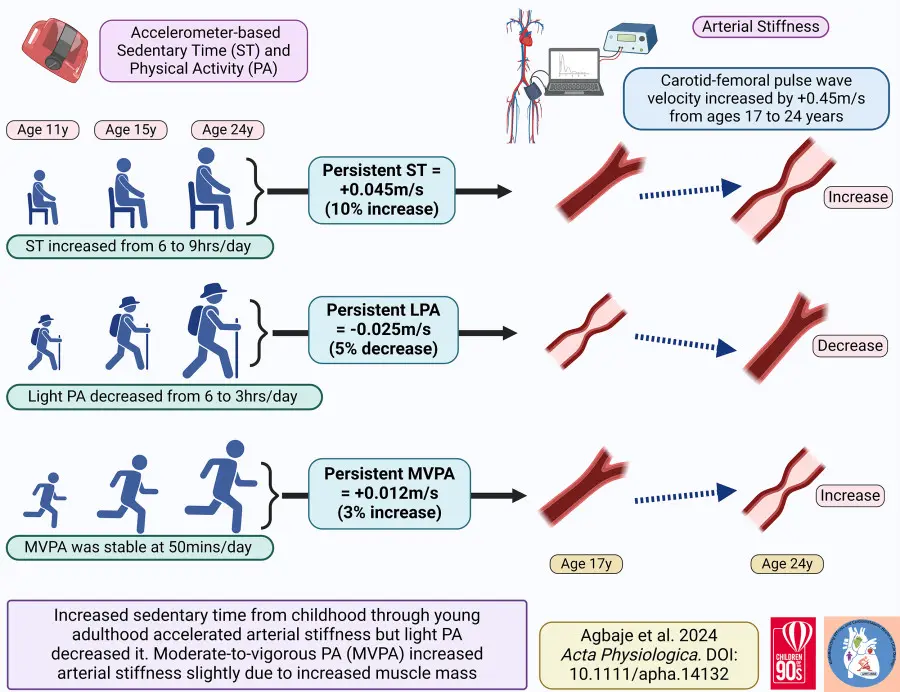 Accelerometer-based
Sedentary Time (ST) and
Physical Activity (PA)
Arterial Stiffness
Carotid-femoral pulse wave
velocity increased by +0.45m/s
from ages 17 to 24 years
Age 11y
Age 15y
Age 24y
Persistent ST =
+0.045m/s
(10% increase)
Increase
ST increased from 6 to 9hrs/day
Persistent LPA
= -0.025m/s
(5% decrease)
Decrease
Light PA decreased from 6 to 3hrs/day
Persistent MVPA
= +0.012m/s
(3% increase)
Increase
MVPA was stable at 50mins/day
Age 17y
Age 24y
Increased sedentary time from childhood through young
adulthood accelerated arterial stiffness but light PA
decreased it. Moderate-to-vigorous PA (MVPA) increased
arterial stiffness slightly due to increased muscle mass
Agbaje et al. 2024
Acta Physiologica. DOI:
10.1111/apha.14132
CHILDREN
OF THE
90s